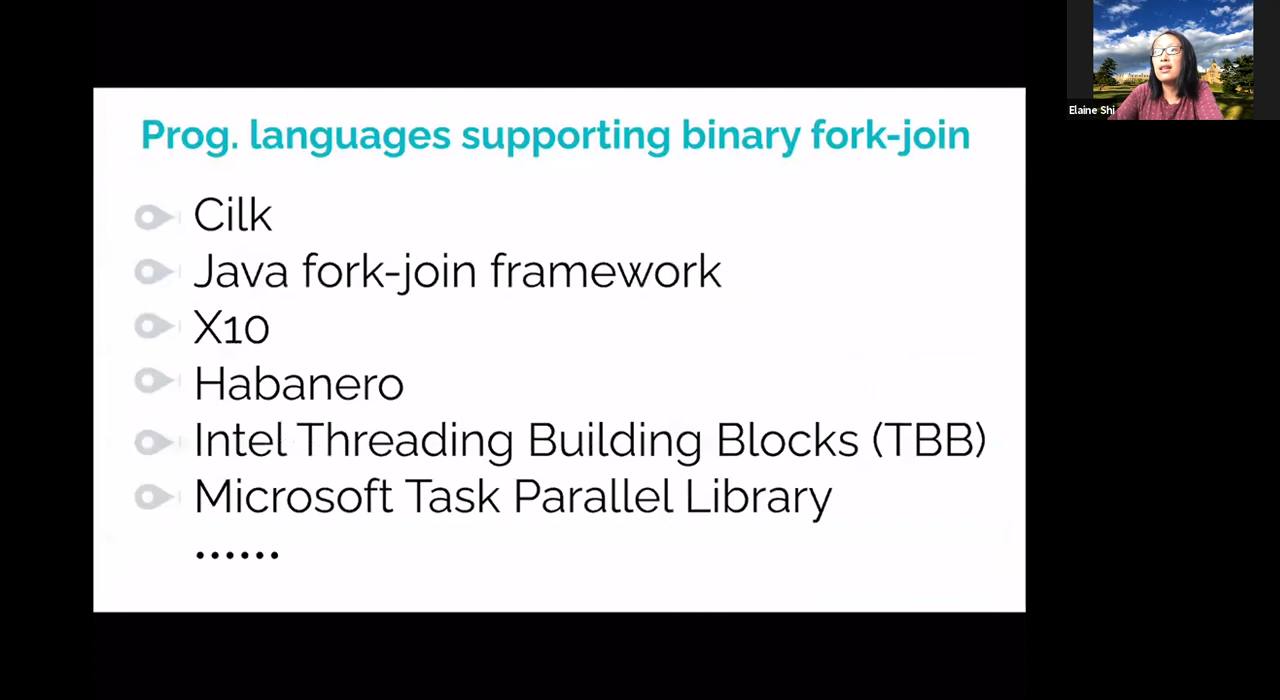 Prog. languages supporting binary fork-join
Cilk
Java fork-join framework
X10
Habanero
Intel Threading Building Blocks (TBB)
Microsoft Task Parallel Library
......
Elaine Shi